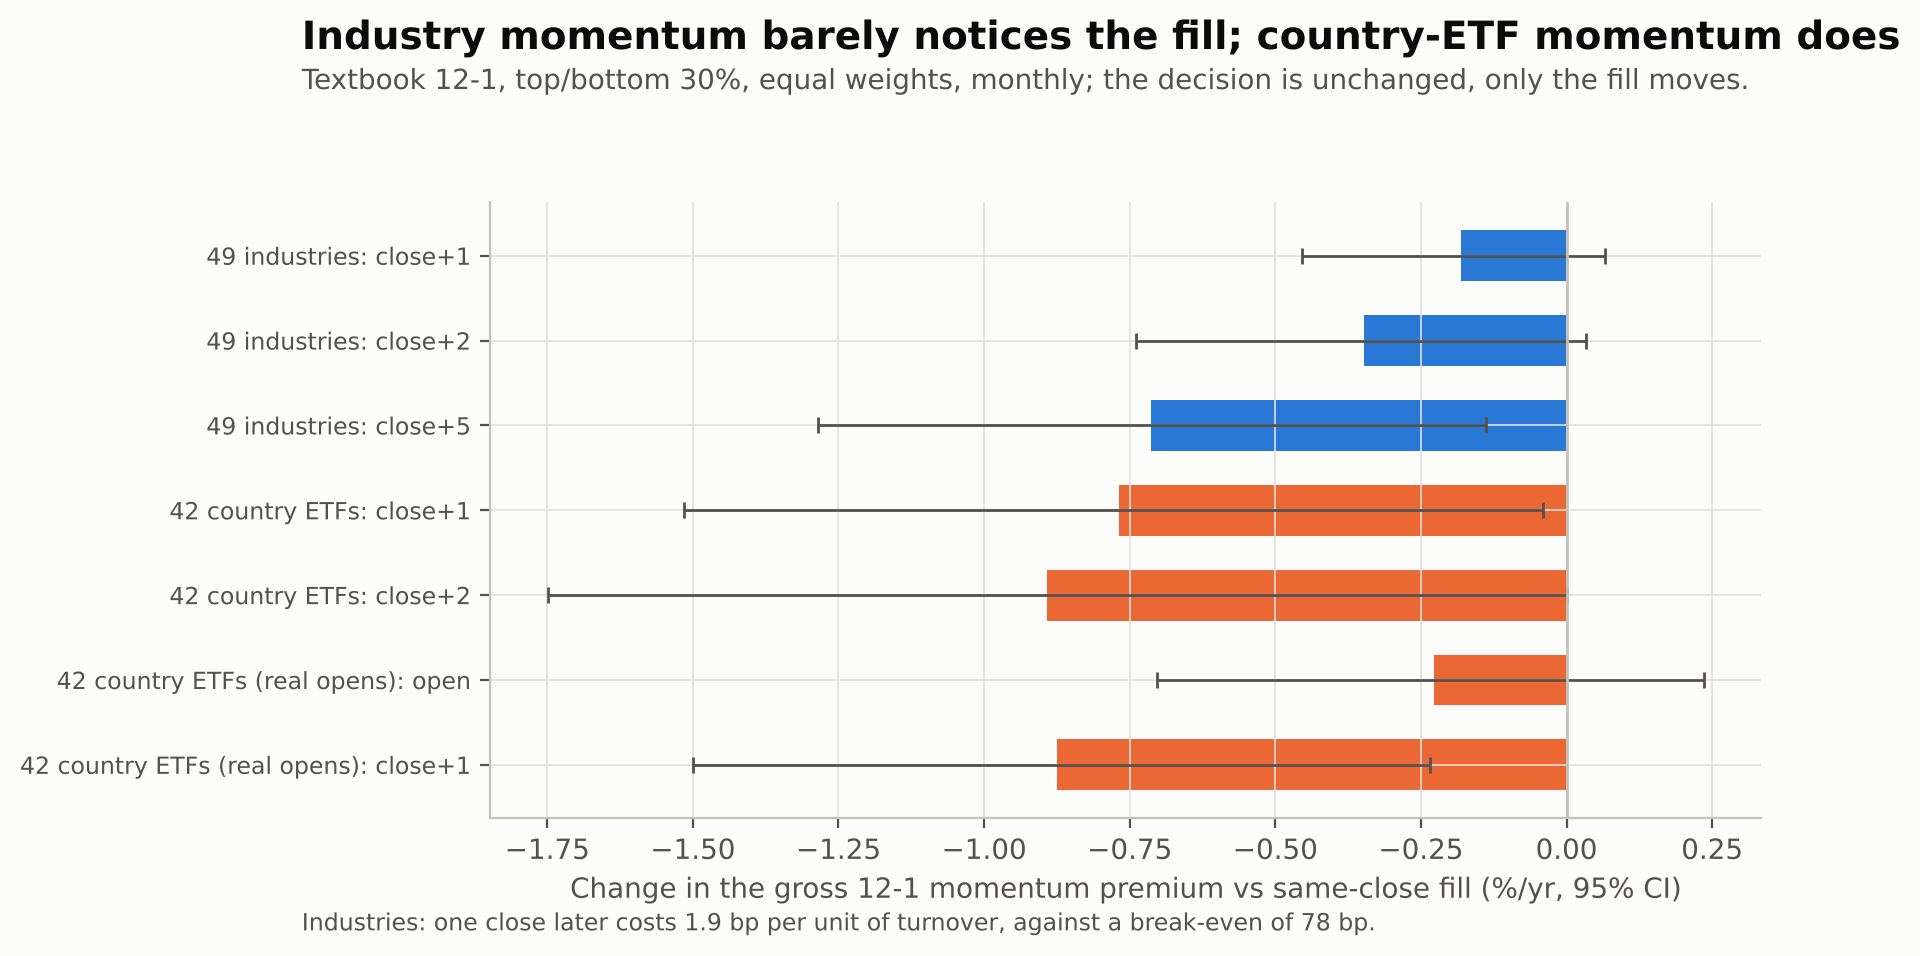 Industry momentum barely notices the fill; country-ETF momentum does
Textbook 12-1, top/bottom 30%, equal weights, monthly; the decision is unchanged, only the fill moves.
49 industries: close+1
49 industries: close+2
49 industries: close+5
42 country ETFs: close+1
42 country ETFs: close+2
42 country ETFs (real opens): open
42 country ETFs (real opens): close+1
−1.75 −1.50 −1.25 −1.00 −0.75 −0.50 −0.25 0.00 0.25
Change in the gross 12-1 momentum premium vs same-close fill (%/yr, 95% CI)
Industries: one close later costs 1.9 bp per unit of turnover, against a break-even of 78 bp.